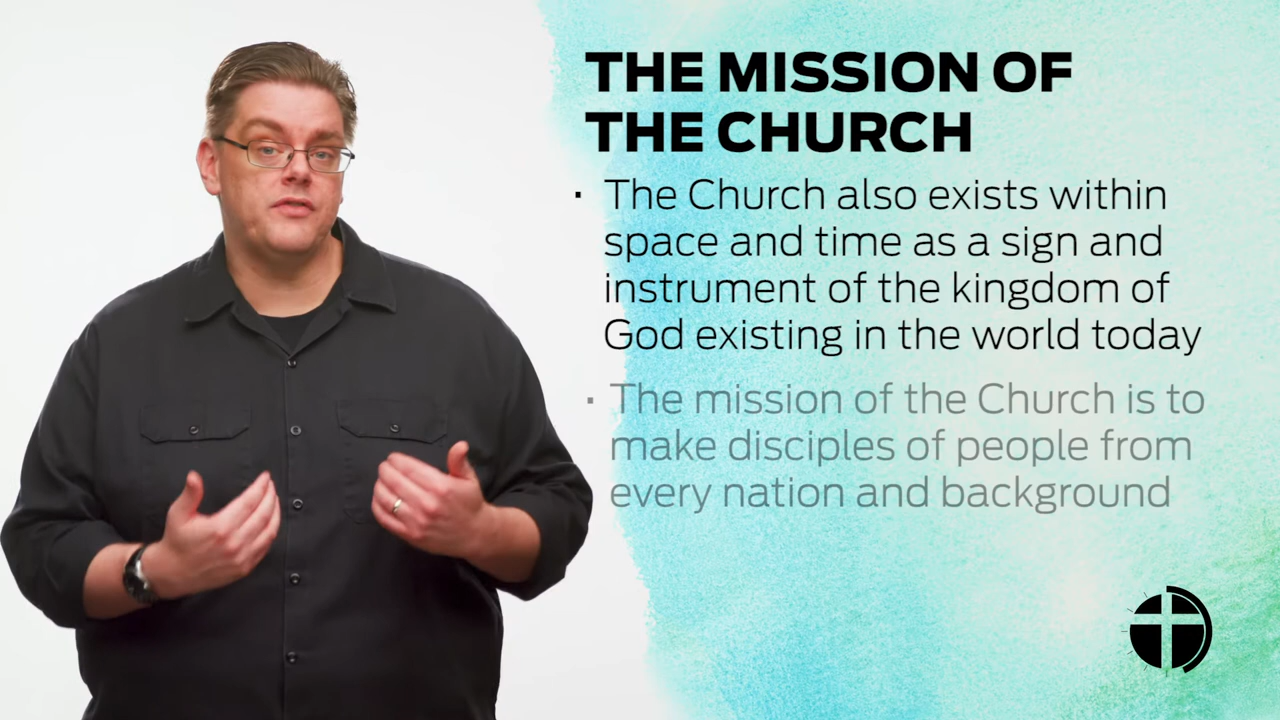 THE MISSION OF
THE CHURCH
· The Church also exists within
space and time as a sign and
instrument of the kingdom of
God existing in the world today
· The mission of the Church is to
make disciples of people from
every nation and background